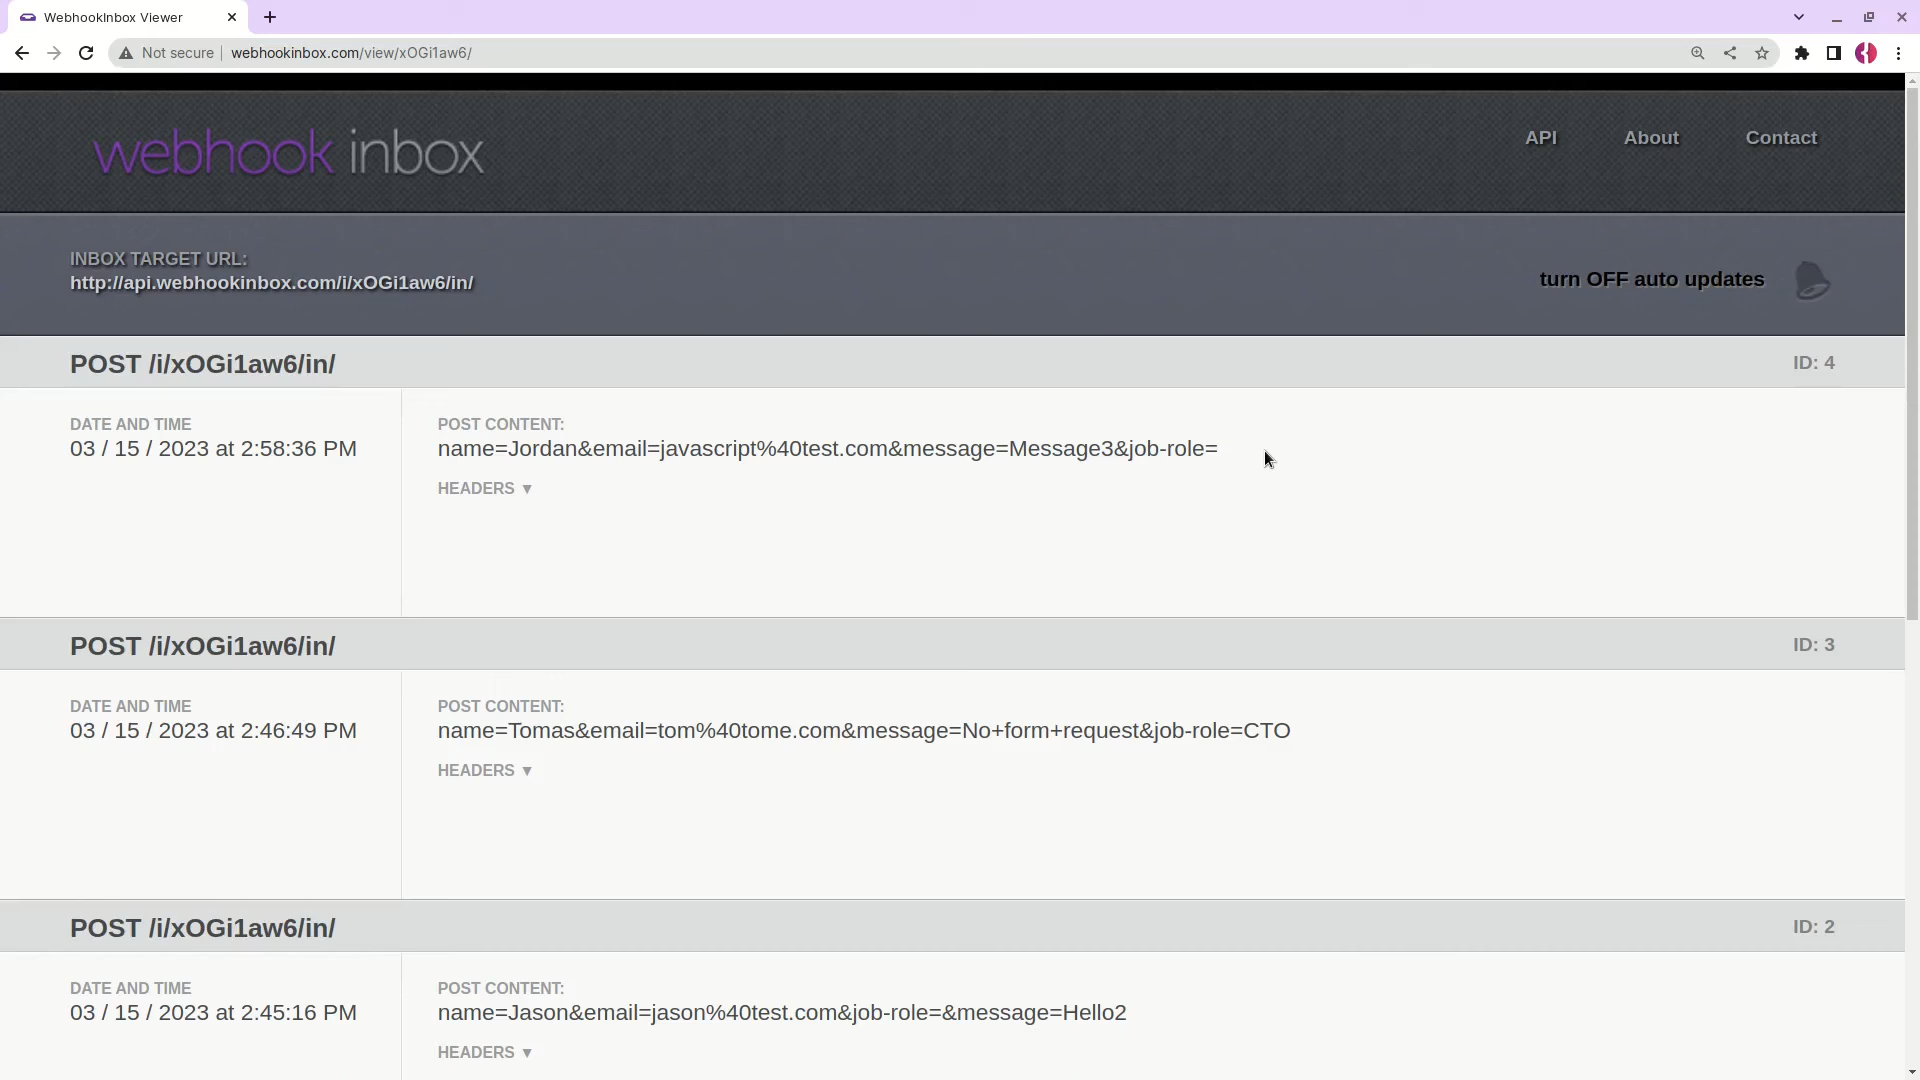 WebhookInbox Viewer
Not secure
webhookinbox.com/view/xOGi1aw6/
webhook inbox
API
About
Contact
INBOX TARGET URL:
http://api.webhookinbox.com/i/xOGi1aw6/in/
turn OFF auto updates
POST /i/xOGi1aw6/in/
ID: 4
DATE AND TIME
03 / 15 / 2023 at 2:58:36 PM
POST CONTENT:
name=Jordan&email=javascript%40test.com&message=Message3&job-role=
HEADERS ▼
POST /i/xOGi1aw6/in/
ID: 3
DATE AND TIME
03 / 15 / 2023 at 2:46:49 PM
POST CONTENT:
name=Tomas&email=tom%40tome.com&message=No+form+request&job-role=CTO
HEADERS ▼
POST /i/xOGi1aw6/in/
ID: 2
DATE AND TIME
03 / 15 / 2023 at 2:45:16 PM
POST CONTENT:
name=Jason&email=jason%40test.com&job-role=&message=Hello2
HEADERS ▼